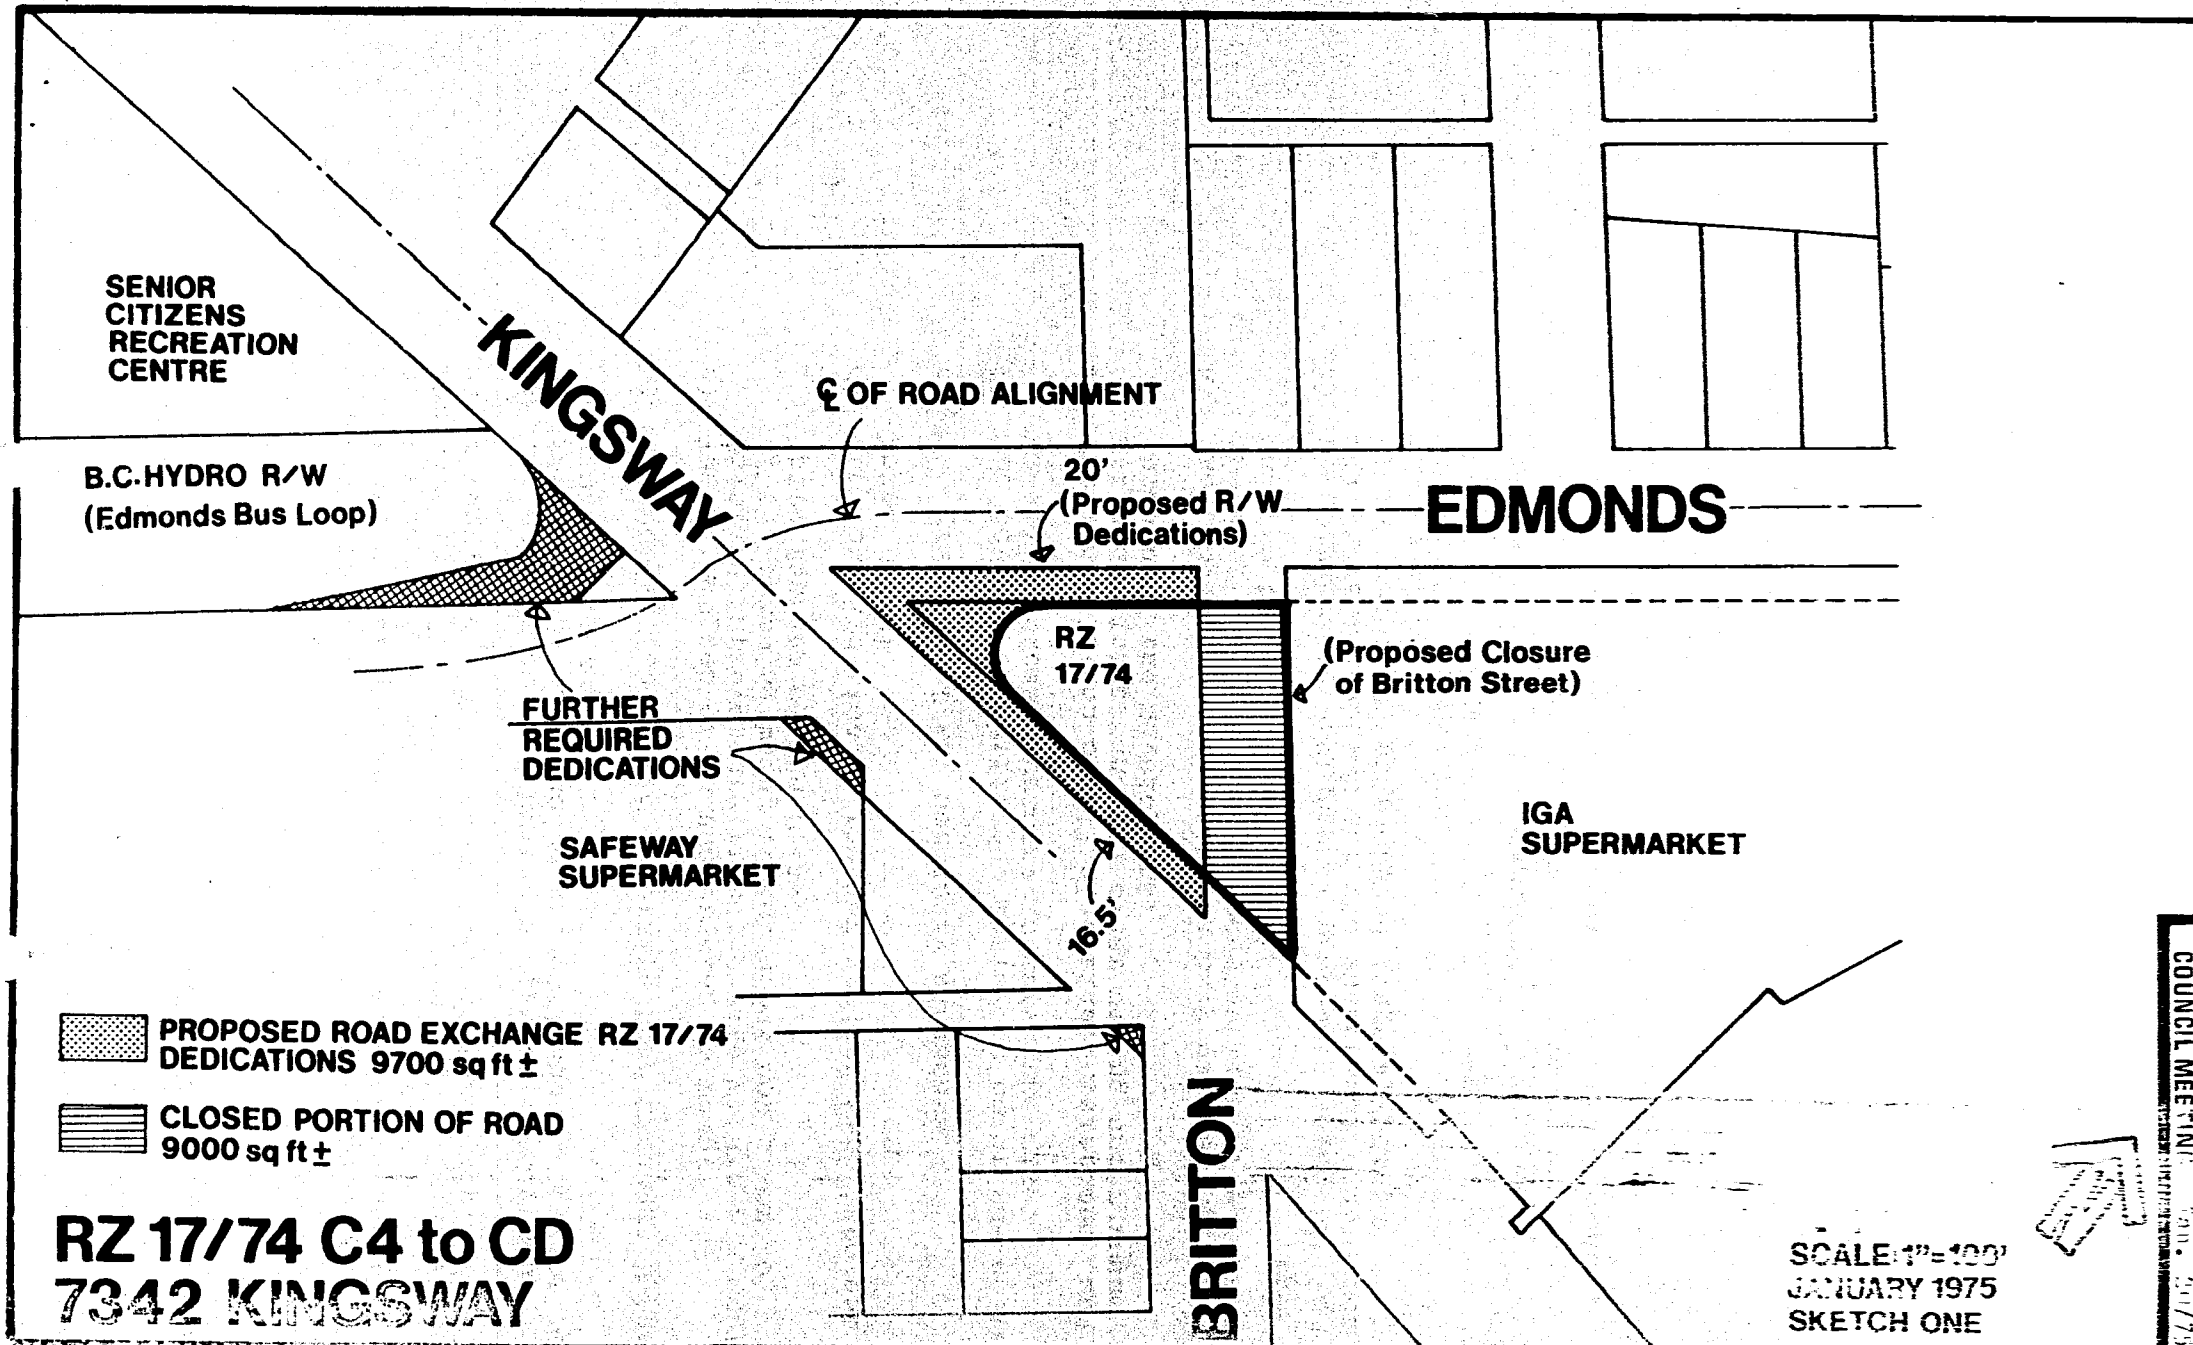 SENIOR
CITIZENS
RECREATION
CENTRE
KINGSWAY
℄ OF ROAD ALIGNMENT
B.C. HYDRO R/W
(Edmonds Bus Loop)
20'
(Proposed R/W
Dedications)
EDMONDS
RZ
17/74
(Proposed Closure
of Britton Street)
FURTHER
REQUIRED
DEDICATIONS
SAFEWAY
SUPERMARKET
IGA
SUPERMARKET
16.5'
PROPOSED ROAD EXCHANGE RZ 17/74
DEDICATIONS 9700 sq ft ±
CLOSED PORTION OF ROAD
9000 sq ft ±
BRITTON
RZ 17/74 C4 to CD
7342 KINGSWAY
SCALE 1"=100'
JANUARY 1975
SKETCH ONE
COUNCIL MEETING